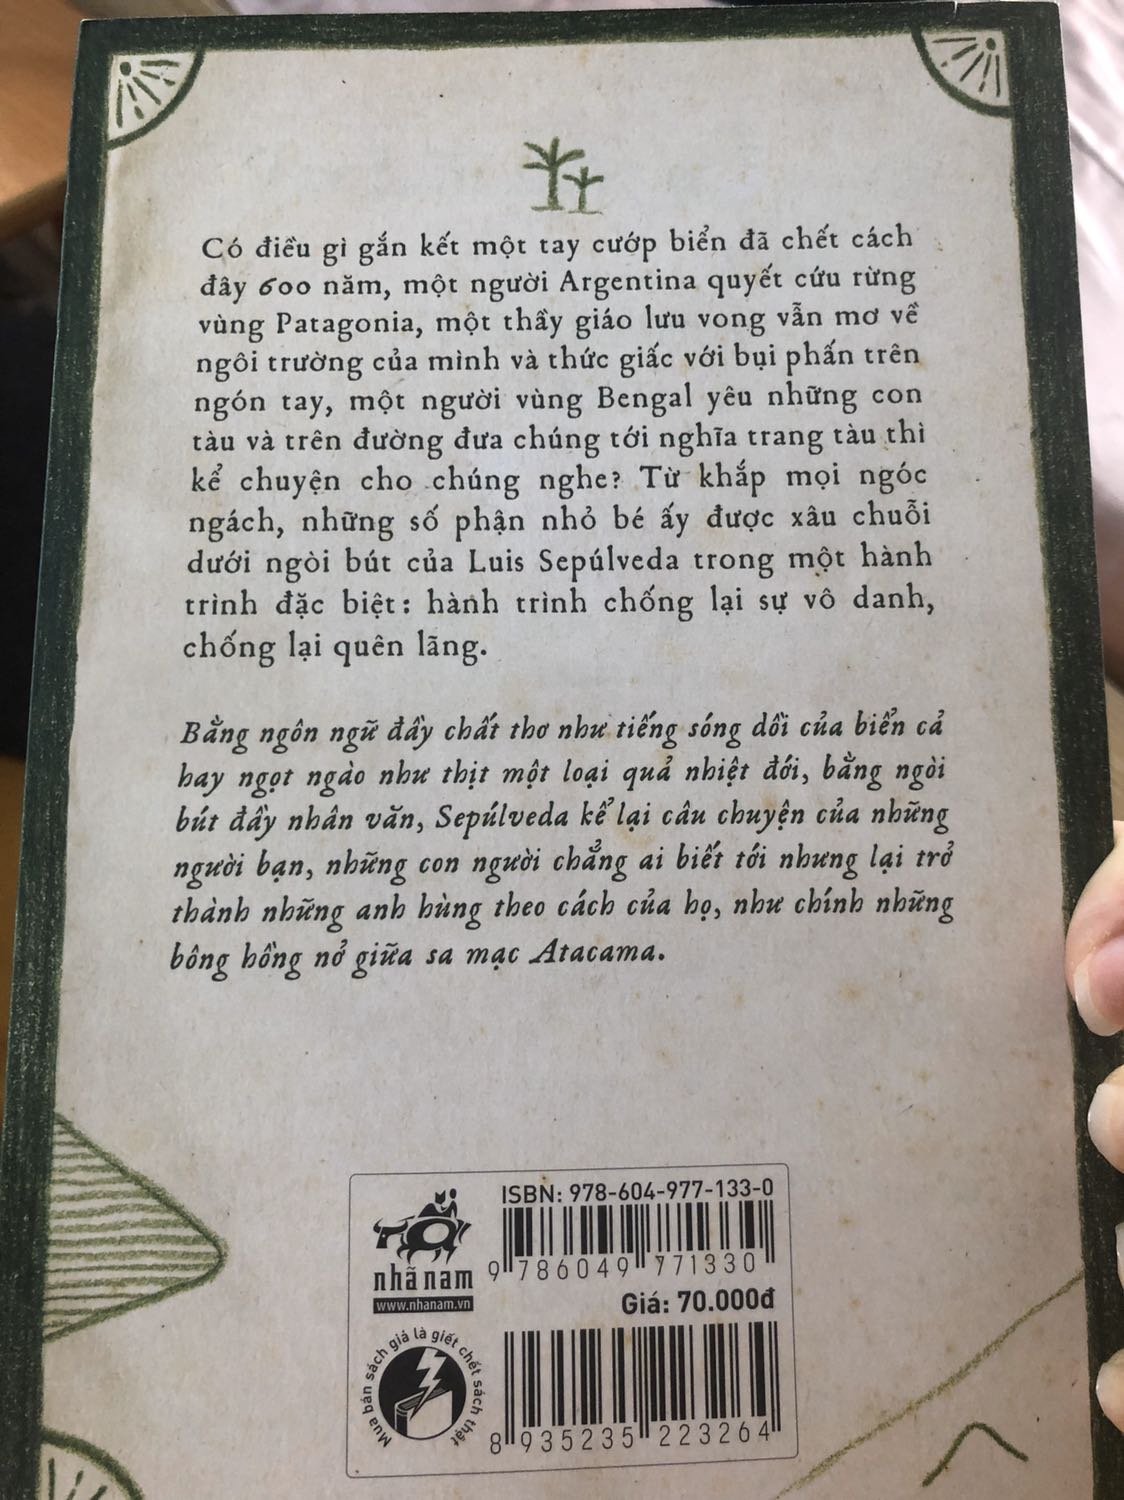 Có điều gì gắn kết một tay cướp biển đã chết cách
đây 600 năm, một người Argentina quyết cứu rừng
vùng Patagonia, một thầy giáo lưu vong vẫn mơ về
ngôi trường của mình và thức giấc với bụi phấn trên
ngón tay, một người vùng Bengal yêu những con
tàu và trên đường đưa chúng tới nghĩa trang tàu thì
kể chuyện cho chúng nghe? Từ khắp mọi ngóc
ngách, những số phận nhỏ bé ấy được xâu chuỗi
dưới ngòi bút của Luis Sepúlveda trong một hành
trình đặc biệt: hành trình chống lại sự vô danh,
chống lại quên lãng.
Bằng ngôn ngữ đầy chất thơ như tiếng sóng dồi của biển cả
hay ngọt ngào như thịt một loại quả nhiệt đới, bằng ngòi
bút đầy nhân văn, Sepúlveda kể lại câu chuyện của những
người bạn, những con người chẳng ai biết tới nhưng lại trở
thành những anh hùng theo cách của họ, như chính những
bông hồng nở giữa sa mạc Atacama.
nhã nam
www.nhanam.vn
ISBN: 978-604-977-133-0
9 786049 771330
Giá: 70.000đ
Mua bán sách giả là giết chết sách thật
8 935235 223264